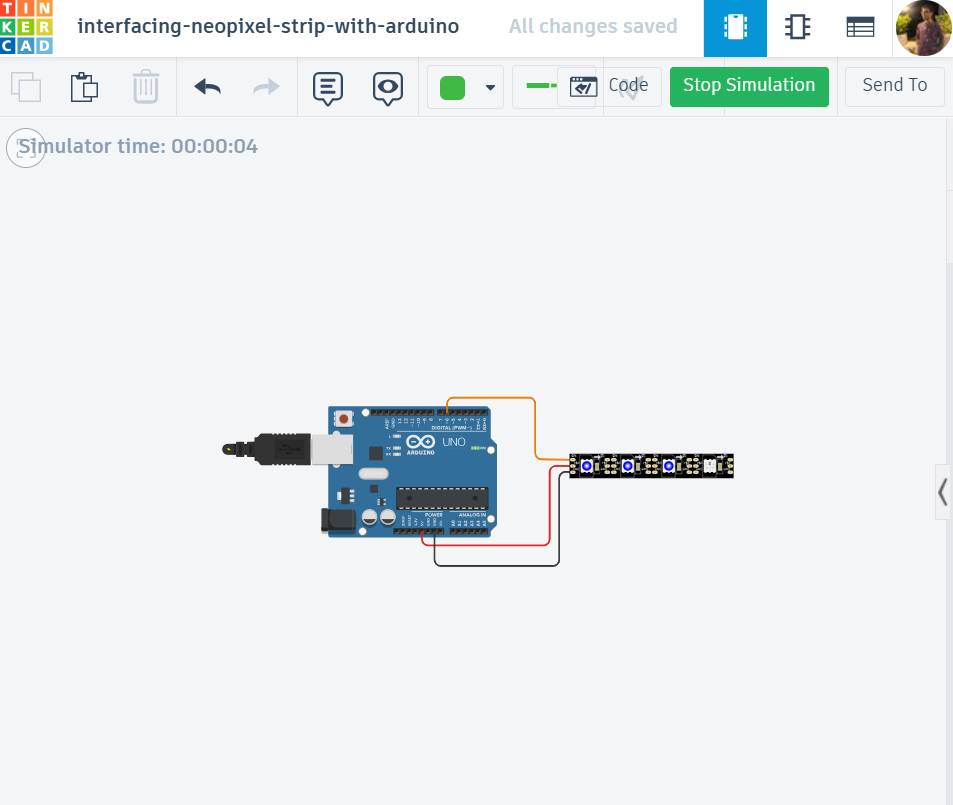 TIN
KER
CAD
interfacing-neopixel-strip-with-arduino
All changes saved
Code
Stop Simulation
Send To
Simulator time: 00:00:04
DIGITAL (PWM~)
UNO
ARDUINO
POWER
ANALOG IN